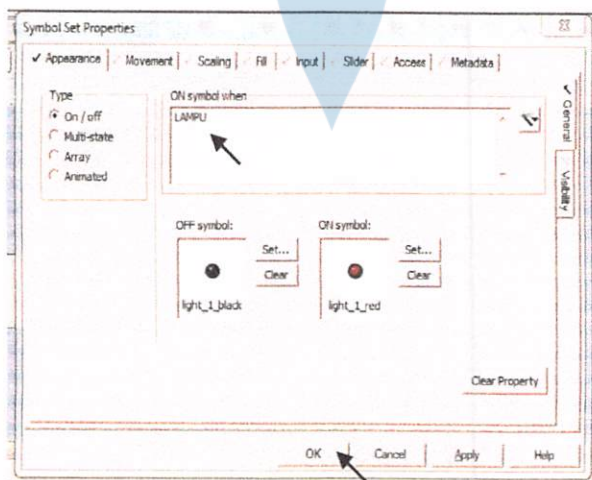 Symbol Set Properties
Appearance Movement Scaling Fill Input Slider Access Metadata
Type
On / off
Multi-state
Array
Animated
ON symbol when
LAMPU
General
Visibility
OFF symbol:
Set...
Clear
light_1_black
ON symbol:
Set...
Clear
light_1_red
Clear Property
OK Cancel Apply Help